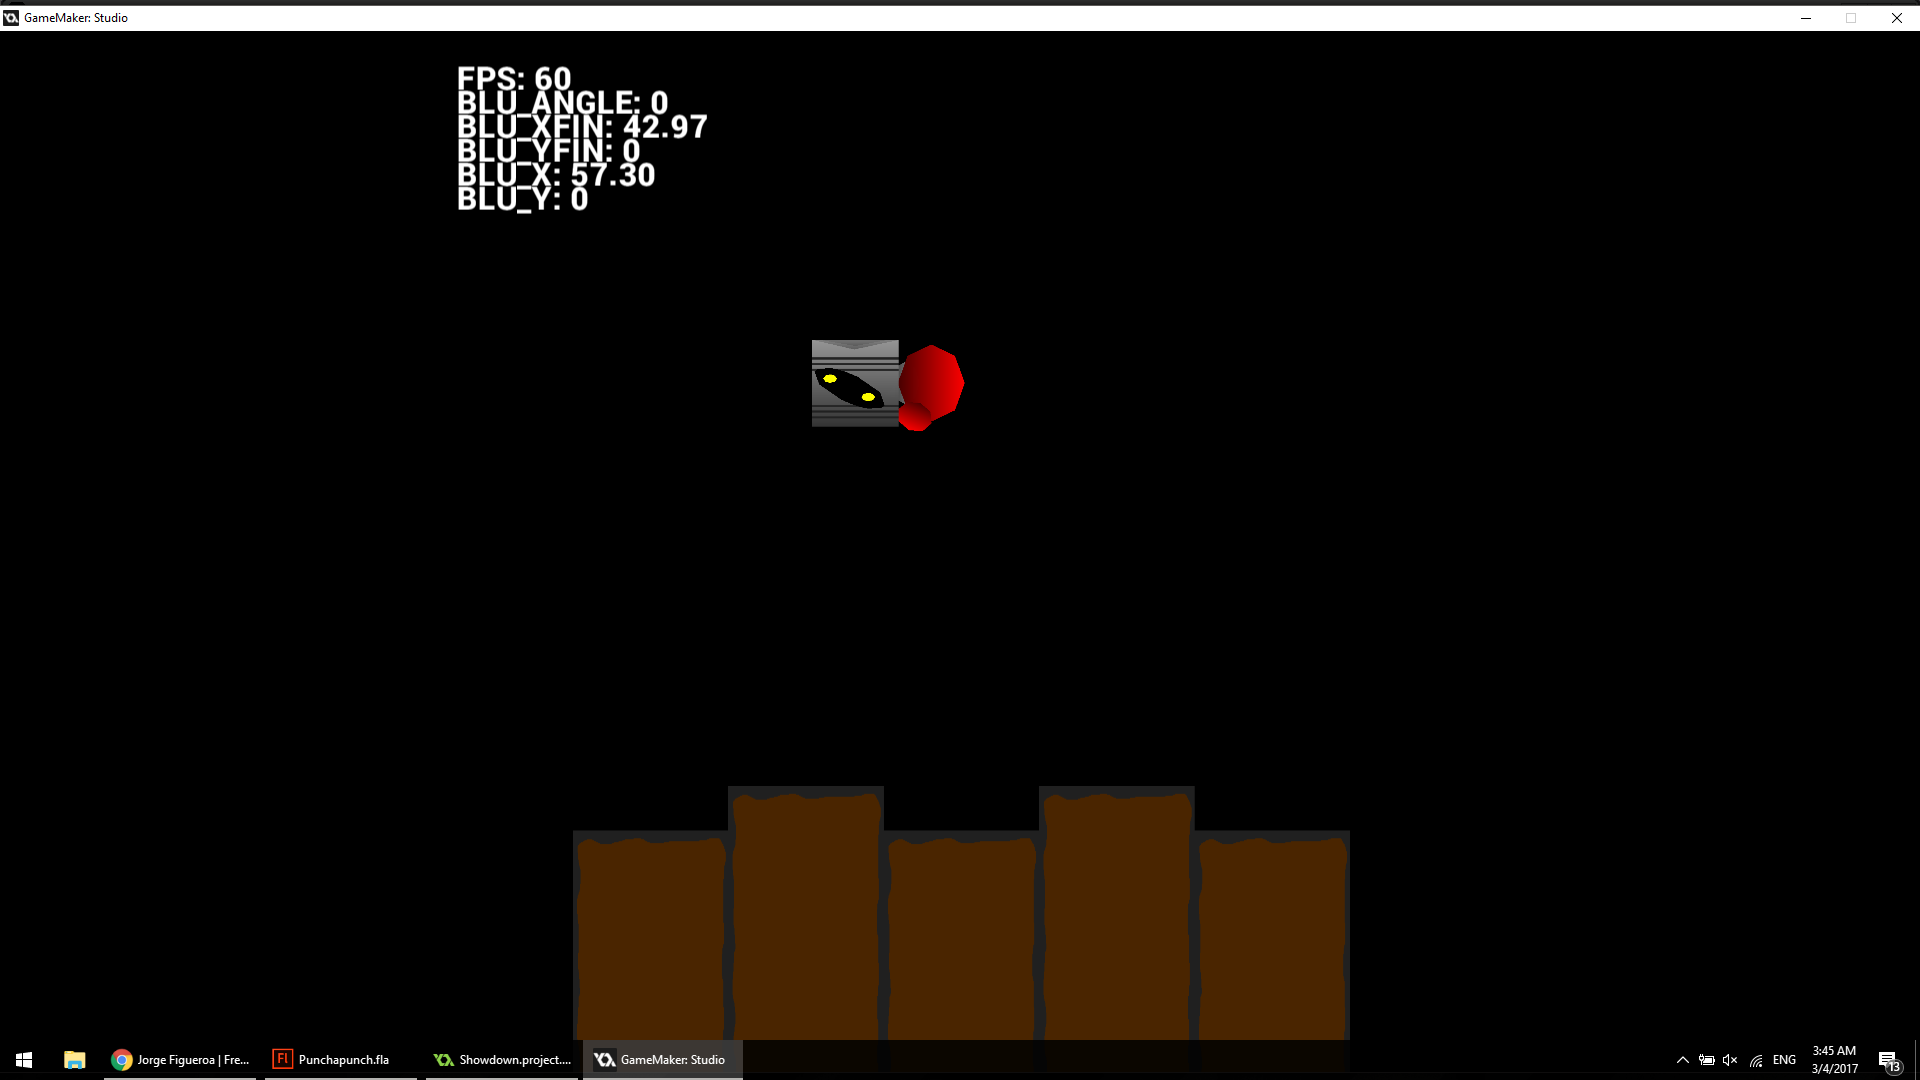 GameMaker: Studio
FPS: 60
BLU_ANGLE: 0
BLU_XFIN: 42.97
BLU_YFIN: 0
BLU_X: 57.30
BLU_Y: 0
Jorge Figueroa | Fre...
Fl
Punchapunch.fla
Showdown.project....
GameMaker: Studio
ENG
3:45 AM
3/4/2017
13